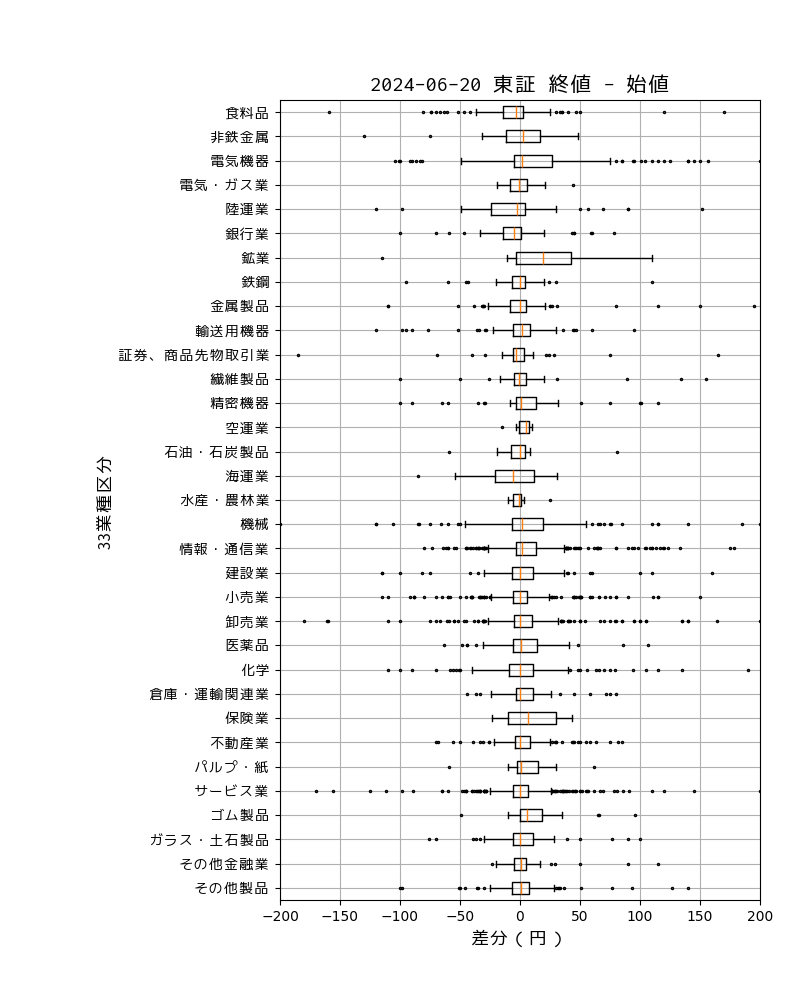 2024-06-20 東証 終値 - 始値
食料品
非鉄金属
電気機器
電気・ガス業
陸運業
銀行業
鉱業
鉄鋼
金属製品
輸送用機器
証券、商品先物取引業
繊維製品
精密機器
空運業
石油・石炭製品
海運業
水産・農林業
機械
情報・通信業
建設業
小売業
卸売業
医薬品
化学
倉庫・運輸関連業
保険業
不動産業
パルプ・紙
サービス業
ゴム製品
ガラス・土石製品
その他金融業
その他製品
33業種区分
−200 −150 −100 −50 0 50 100 150 200
差分（円）